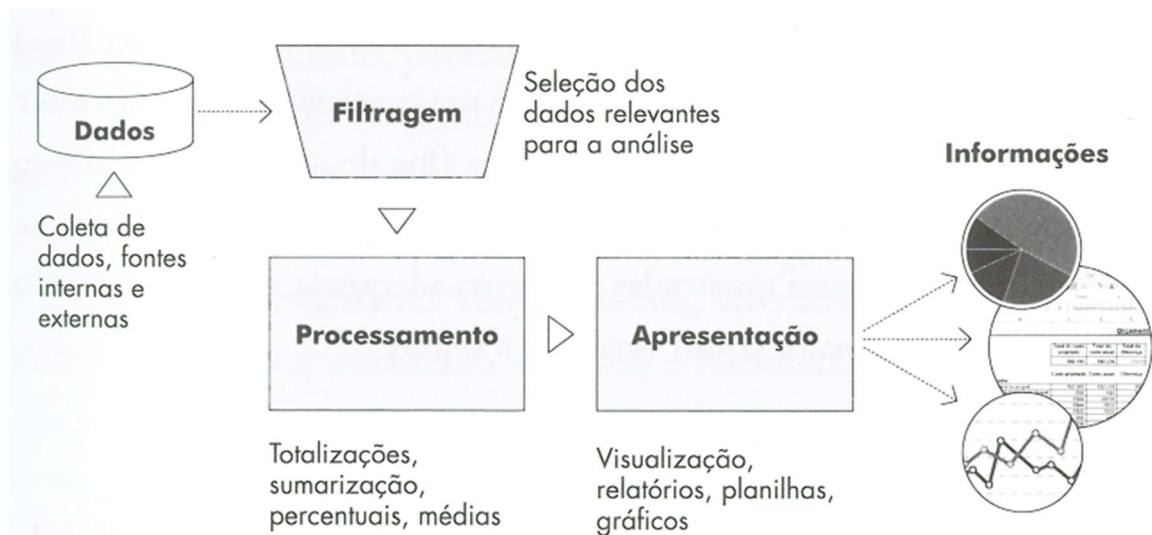 Dados
Coleta de
dados, fontes
internas e
externas
Filtragem
Seleção dos
dados relevantes
para a análise
Processamento
Totalizações,
sumarização,
percentuais, médias
Apresentação
Visualização,
relatórios, planilhas,
gráficos
Informações